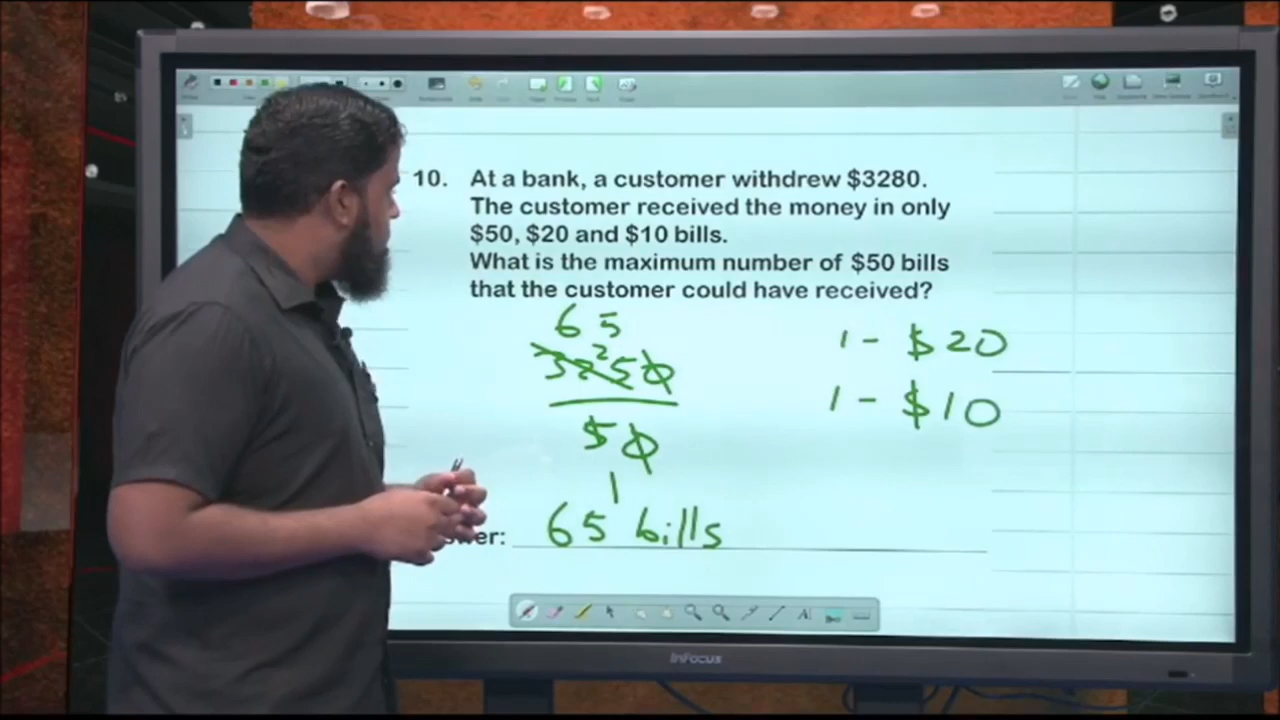 10. At a bank, a customer withdrew $3280.
The customer received the money in only
$50, $20 and $10 bills.
What is the maximum number of $50 bills
that the customer could have received?
65
3250
50
1
1 - $20
1 - $10
wer: 65 bills
InFocus